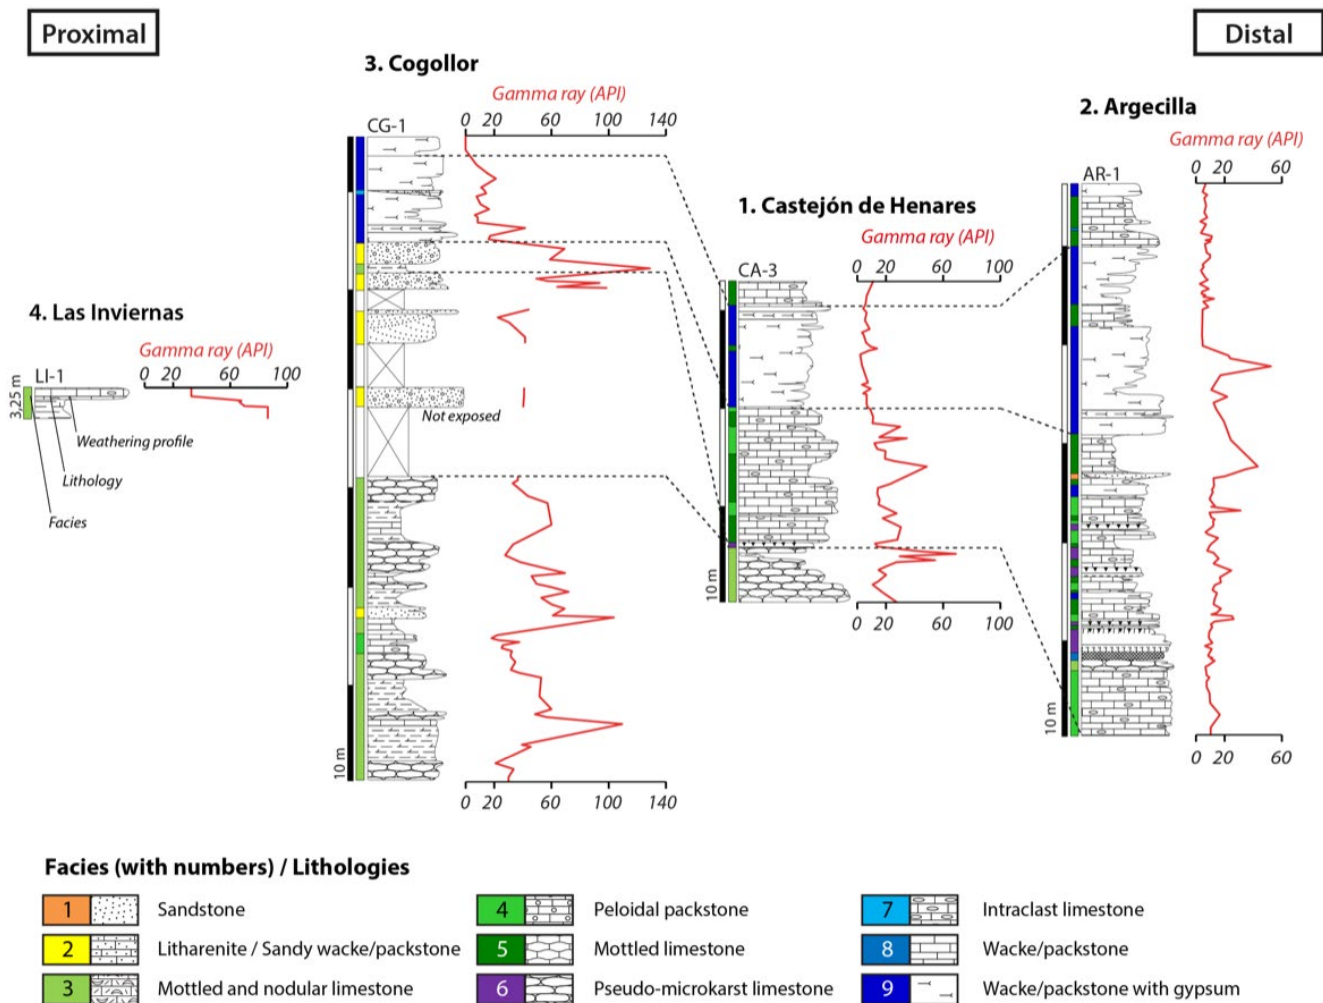 Proximal
Distal
3. Cogollor
Gamma ray (API)
0 20 60 100 140
CG-1
2. Argecilla
Gamma ray (API)
0 20 60
AR-1
1. Castejón de Henares
Gamma ray (API)
0 20 60 100
CA-3
4. Las Inviernas
Gamma ray (API)
0 20 60 100
LI-1
3,25 m
Weathering profile
Lithology
Facies
Not exposed
10 m
0 20 60 100 140
10 m
0 20 60 100
10 m
0 20 60
Facies (with numbers) / Lithologies
1 Sandstone
2 Litharenite / Sandy wacke/packstone
3 Mottled and nodular limestone
4 Peloidal packstone
5 Mottled limestone
6 Pseudo-microkarst limestone
7 Intraclast limestone
8 Wacke/packstone
9 Wacke/packstone with gypsum